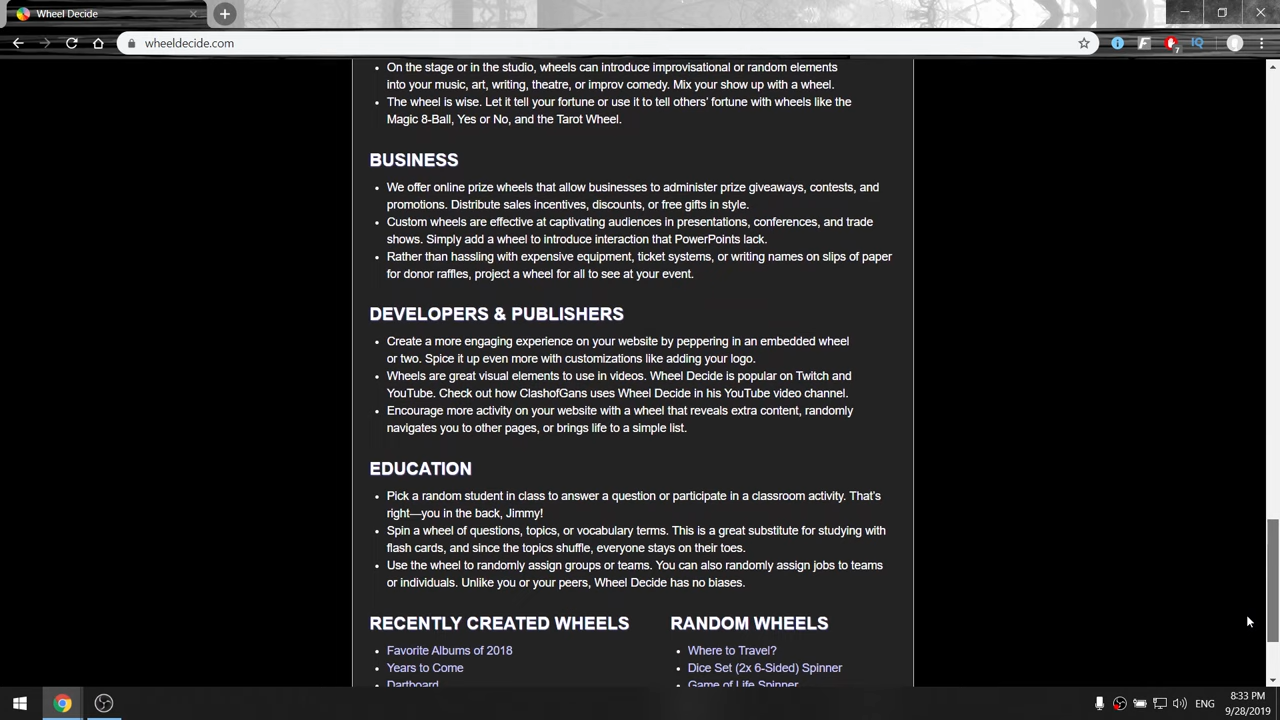 Wheel Decide
wheeldecide.com
7
IQ
On the stage or in the studio, wheels can introduce improvisational or random elements
into your music, art, writing, theatre, or improv comedy. Mix your show up with a wheel.
The wheel is wise. Let it tell your fortune or use it to tell others' fortune with wheels like the
Magic 8-Ball, Yes or No, and the Tarot Wheel.
BUSINESS
We offer online prize wheels that allow businesses to administer prize giveaways, contests, and
promotions. Distribute sales incentives, discounts, or free gifts in style.
Custom wheels are effective at captivating audiences in presentations, conferences, and trade
shows. Simply add a wheel to introduce interaction that PowerPoints lack.
Rather than hassling with expensive equipment, ticket systems, or writing names on slips of paper
for donor raffles, project a wheel for all to see at your event.
DEVELOPERS & PUBLISHERS
Create a more engaging experience on your website by peppering in an embedded wheel
or two. Spice it up even more with customizations like adding your logo.
Wheels are great visual elements to use in videos. Wheel Decide is popular on Twitch and
YouTube. Check out how ClashofGans uses Wheel Decide in his YouTube video channel.
Encourage more activity on your website with a wheel that reveals extra content, randomly
navigates you to other pages, or brings life to a simple list.
EDUCATION
Pick a random student in class to answer a question or participate in a classroom activity. That's
right—you in the back, Jimmy!
Spin a wheel of questions, topics, or vocabulary terms. This is a great substitute for studying with
flash cards, and since the topics shuffle, everyone stays on their toes.
Use the wheel to randomly assign groups or teams. You can also randomly assign jobs to teams
or individuals. Unlike you or your peers, Wheel Decide has no biases.
RECENTLY CREATED WHEELS
Favorite Albums of 2018
Years to Come
Dartboard
RANDOM WHEELS
Where to Travel?
Dice Set (2x 6-Sided) Spinner
Game of Life Spinner
ENG
8:33 PM
9/28/2019